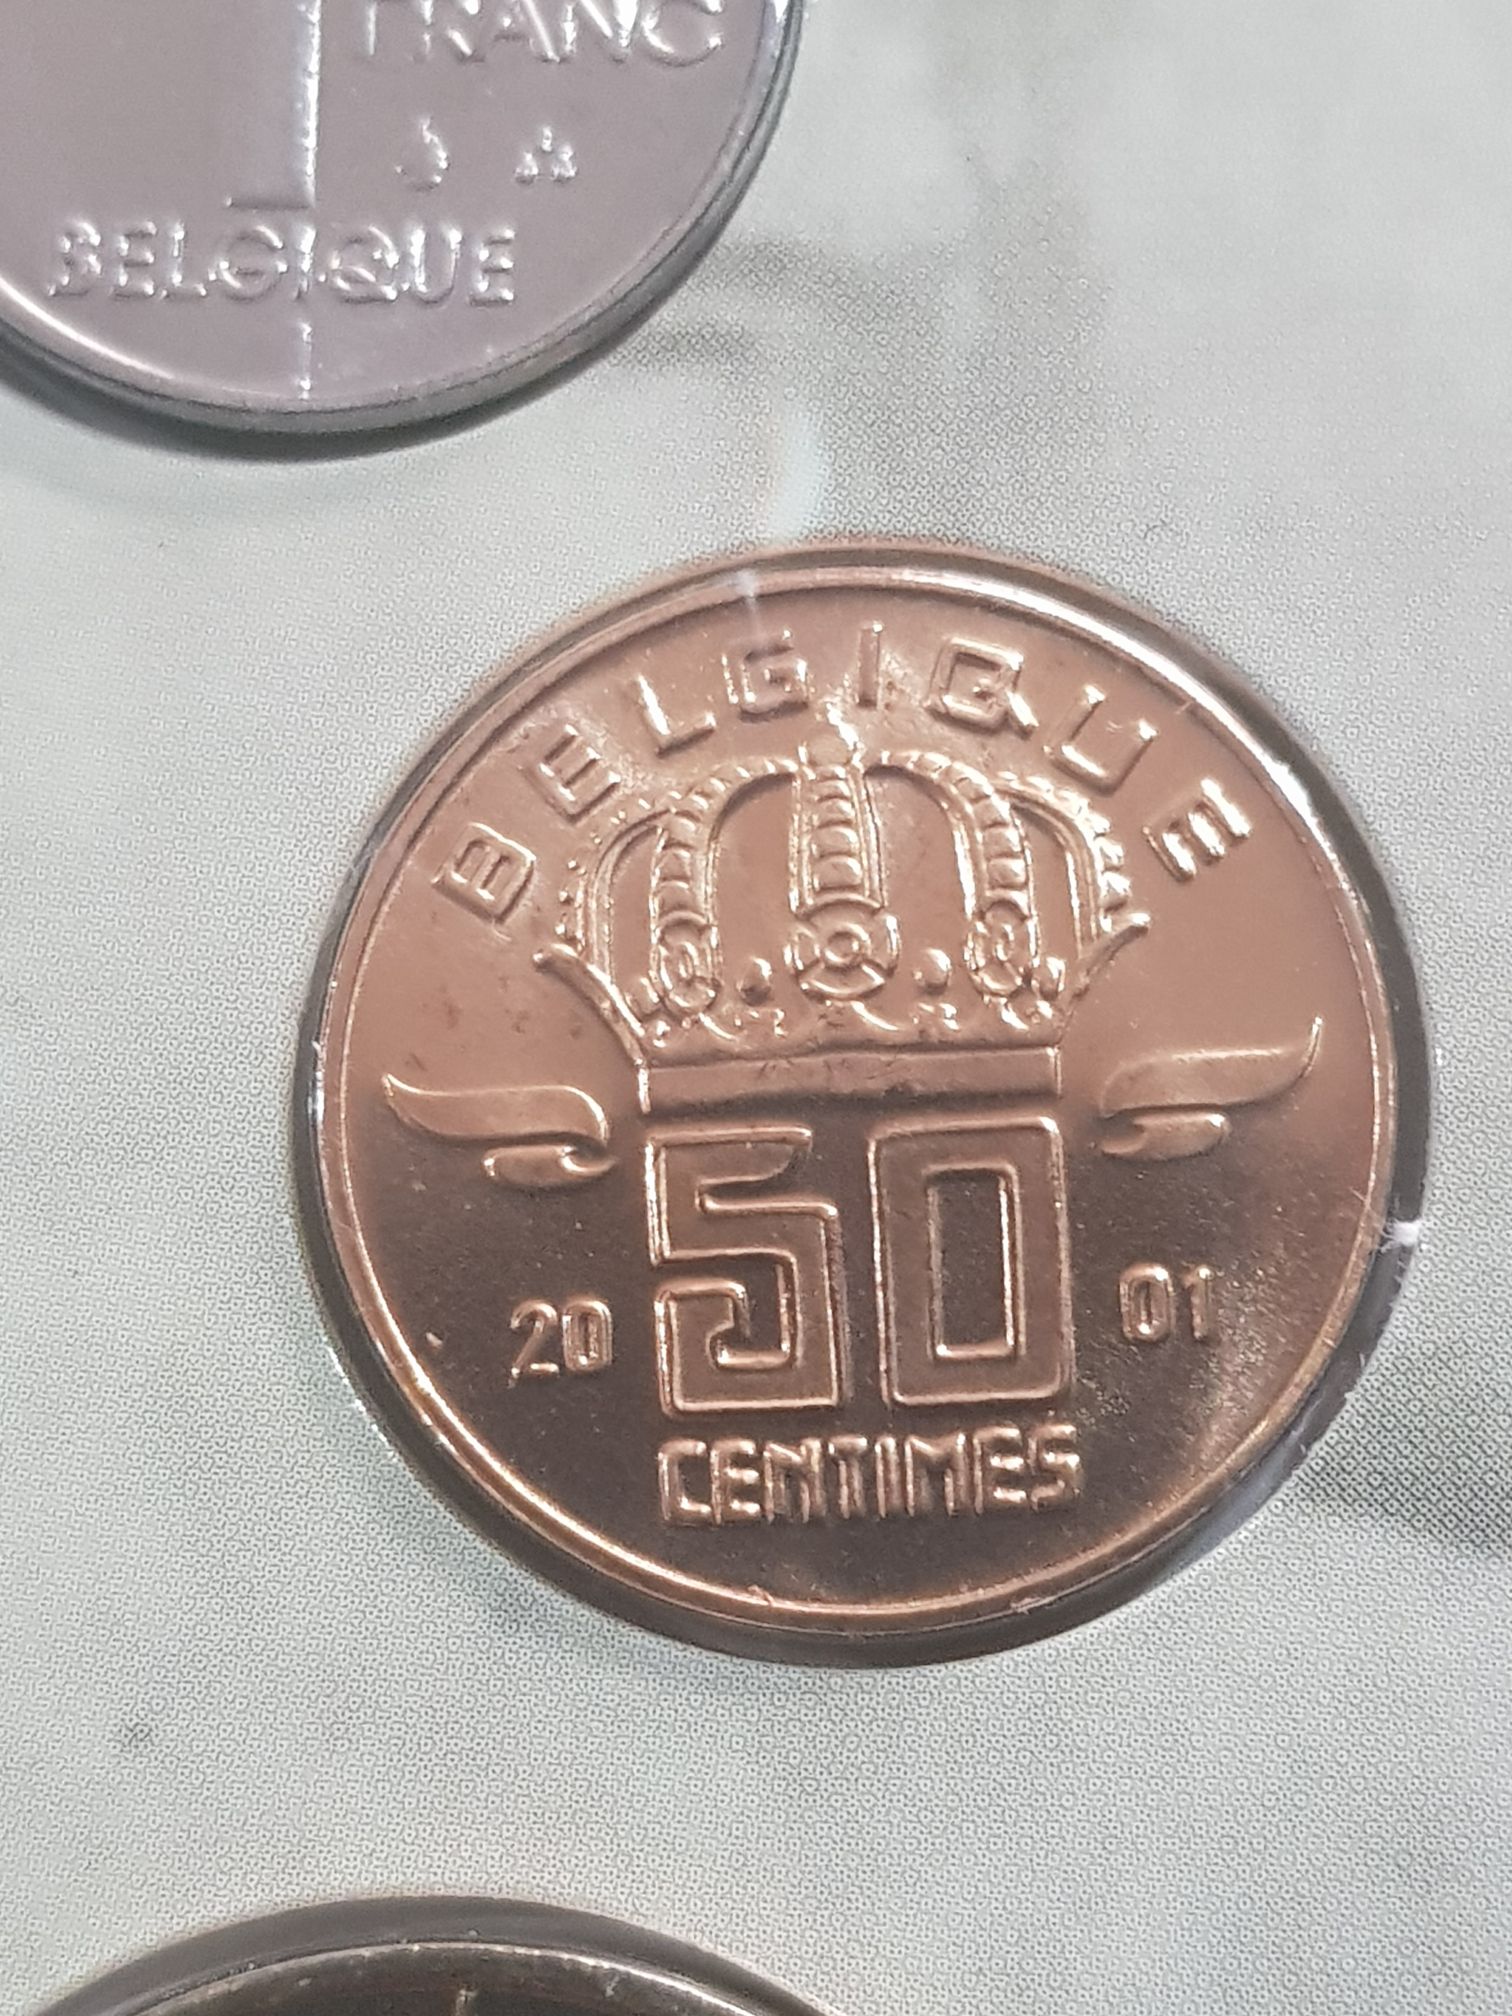 FRANC
BELGIQUE
BELGIQUE
50
20 01
CENTIMES